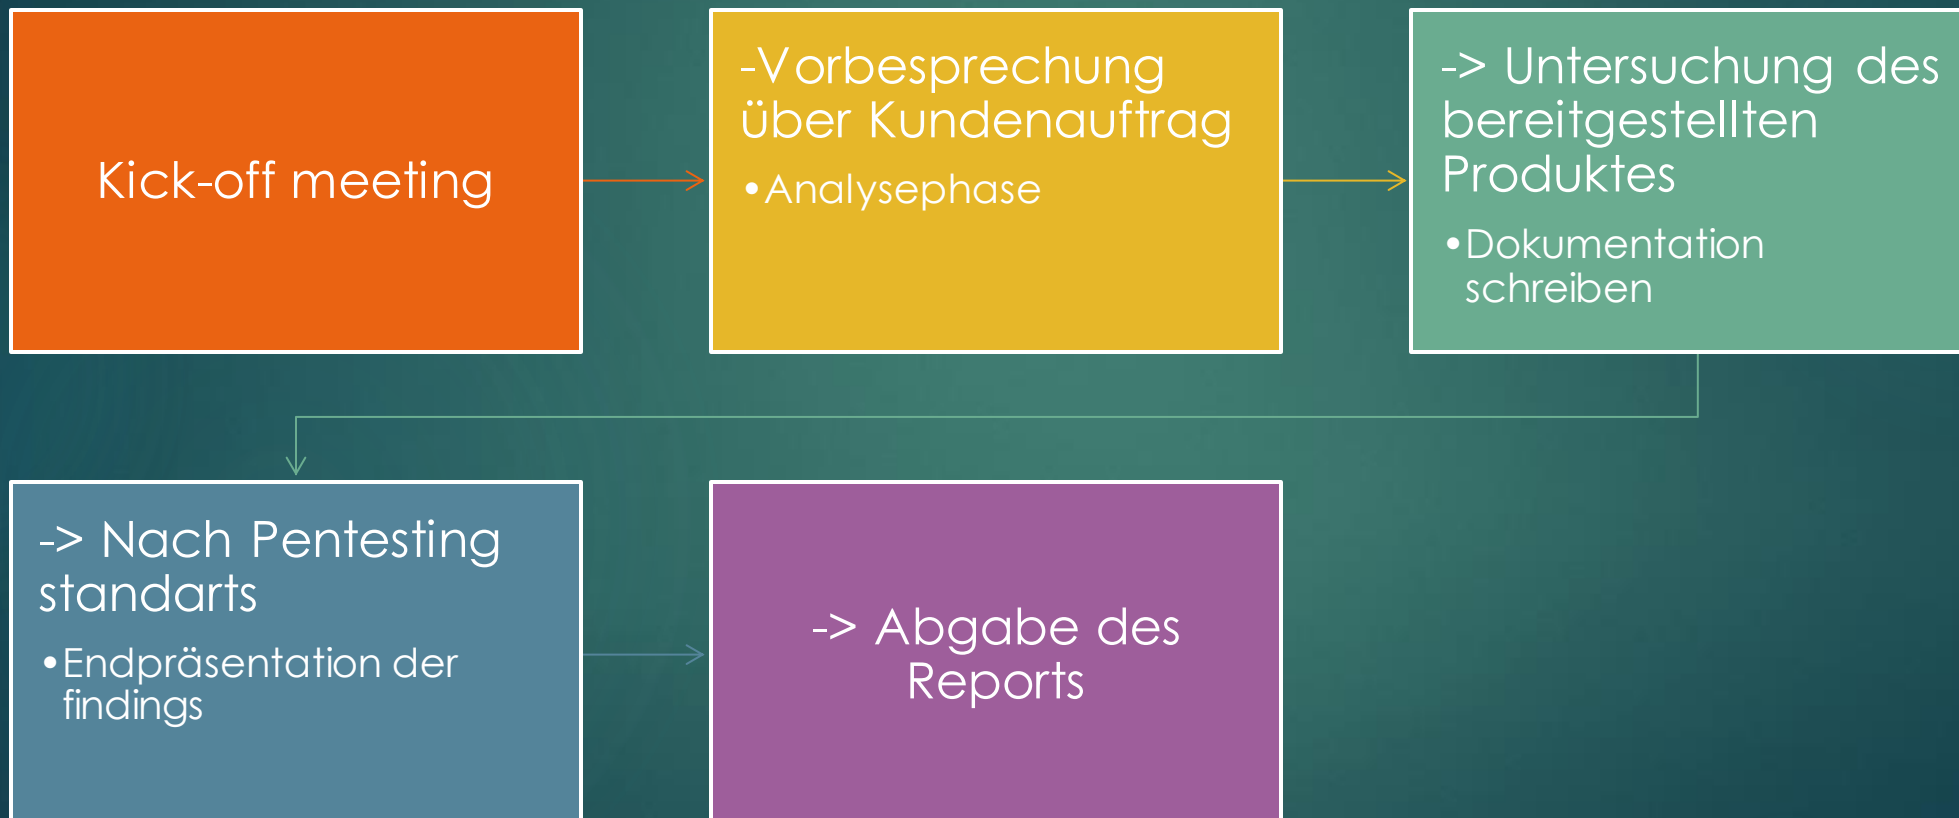 Kick-off meeting
-Vorbesprechung
über Kundenauftrag
•Analysephase
-> Untersuchung des
bereitgestellten
Produktes
•Dokumentation
schreiben
-> Nach Pentesting
standarts
•Endpräsentation der
findings
-> Abgabe des
Reports